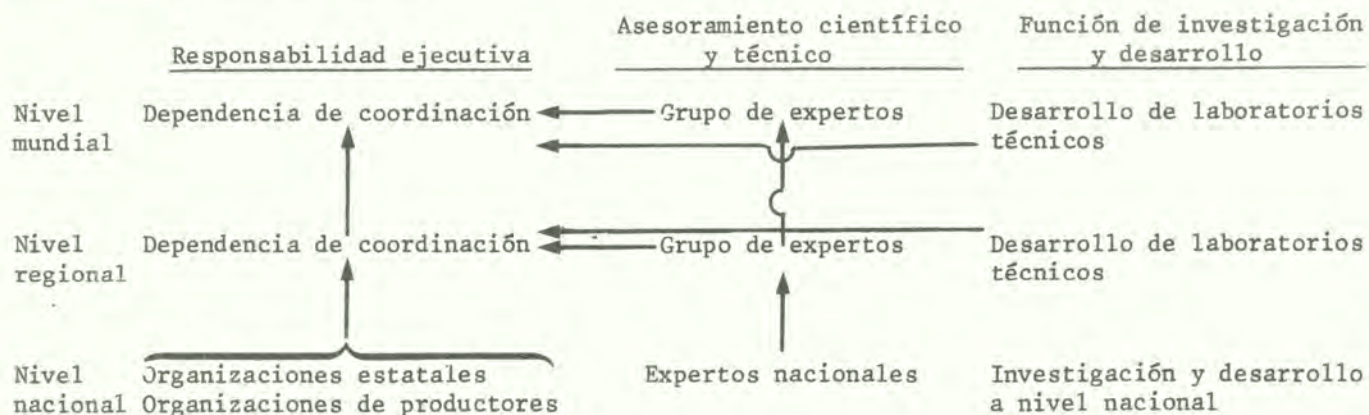 Responsabilidad ejecutiva
Asesoramiento científico
y técnico
Función de investigación
y desarrollo
Nivel
mundial
Dependencia de coordinación
Grupo de expertos
Desarrollo de laboratorios
técnicos
Nivel
regional
Dependencia de coordinación
Grupo de expertos
Desarrollo de laboratorios
técnicos
Nivel
nacional
Organizaciones estatales
Organizaciones de productores
Expertos nacionales
Investigación y desarrollo
a nivel nacional